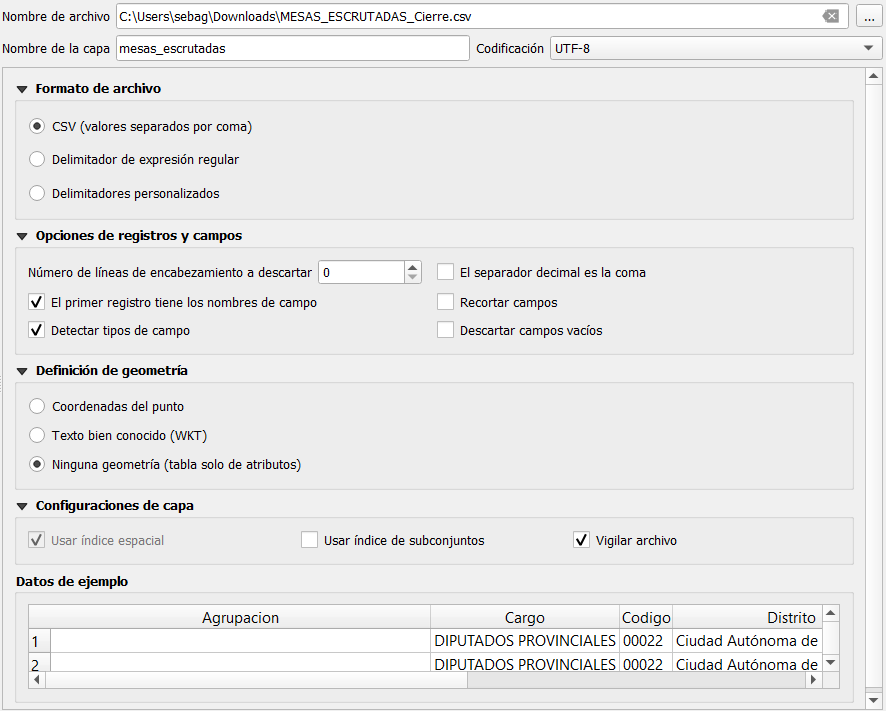 Nombre de archivo C:\Users\sebag\Downloads\MESAS_ESCRUTADAS_Cierre.csv ...
Nombre de la capa mesas_escrutadas Codificación UTF-8
Formato de archivo
CSV (valores separados por coma)
Delimitador de expresión regular
Delimitadores personalizados
Opciones de registros y campos
Número de líneas de encabezamiento a descartar 0 El separador decimal es la coma
El primer registro tiene los nombres de campo Recortar campos
Detectar tipos de campo Descartar campos vacíos
Definición de geometría
Coordenadas del punto
Texto bien conocido (WKT)
Ninguna geometría (tabla solo de atributos)
Configuraciones de capa
Usar índice espacial Usar índice de subconjuntos Vigilar archivo
Datos de ejemplo
Agrupacion Cargo Codigo Distrito
1 DIPUTADOS PROVINCIALES 00022 Ciudad Autónoma de
2 DIPUTADOS PROVINCIALES 00022 Ciudad Autónoma de